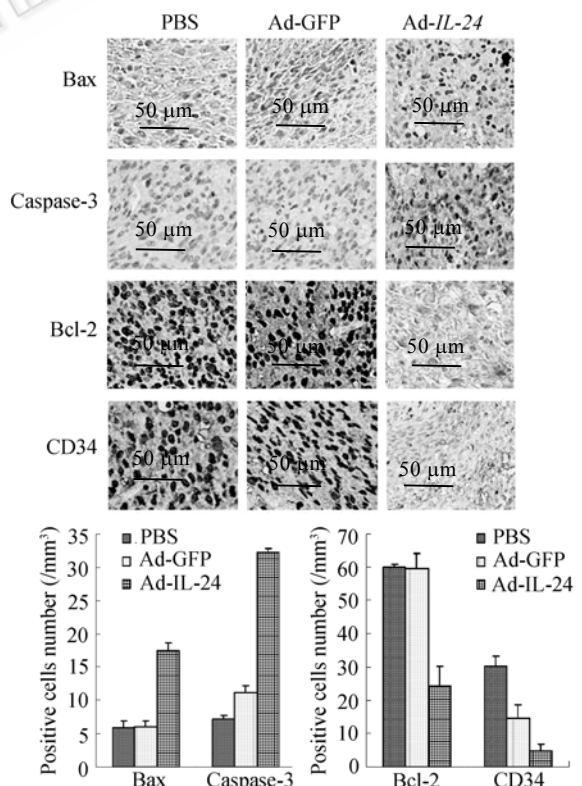 PBS Ad-GFP Ad-IL-24
Bax
50 µm 50 µm 50 µm
Caspase-3
50 µm 50 µm 50 µm
Bcl-2
50 µm 50 µm 50 µm
CD34
50 µm 50 µm 50 µm
Positive cells number (/mm³)
35
30
25
20
15
10
5
0
PBS
Ad-GFP
Ad-IL-24
Bax Caspase-3
Positive cells number (/mm³)
70
60
50
40
30
20
10
0
PBS
Ad-GFP
Ad-IL-24
Bcl-2 CD34